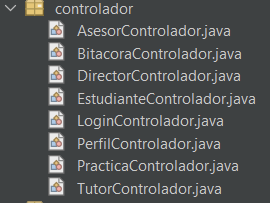 controlador
AsesorControlador.java
BitacoraControlador.java
DirectorControlador.java
EstudianteControlador.java
LoginControlador.java
PerfilControlador.java
PracticaControlador.java
TutorControlador.java